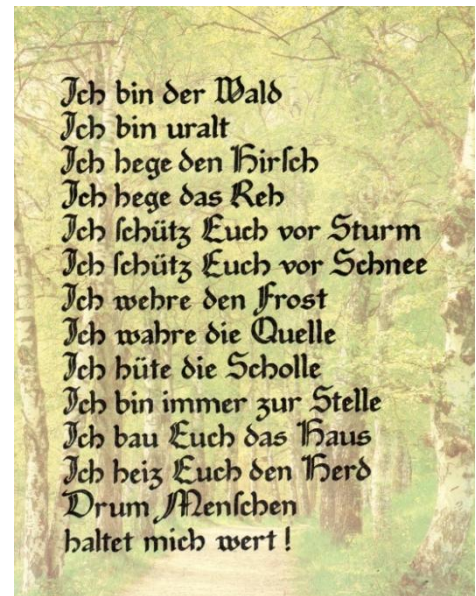 Ich bin der Wald
Ich bin uralt
Ich hege den Hirſch
Ich hege das Reh
Ich ſchütz Euch vor Sturm
Ich ſchütz Euch vor Schnee
Ich wehre den Froſt
Ich wahre die Quelle
Ich hüte die Scholle
Ich bin immer zur Stelle
Ich bau Euch das Haus
Ich heiz Euch den Herd
Drum Menſchen
haltet mich wert !